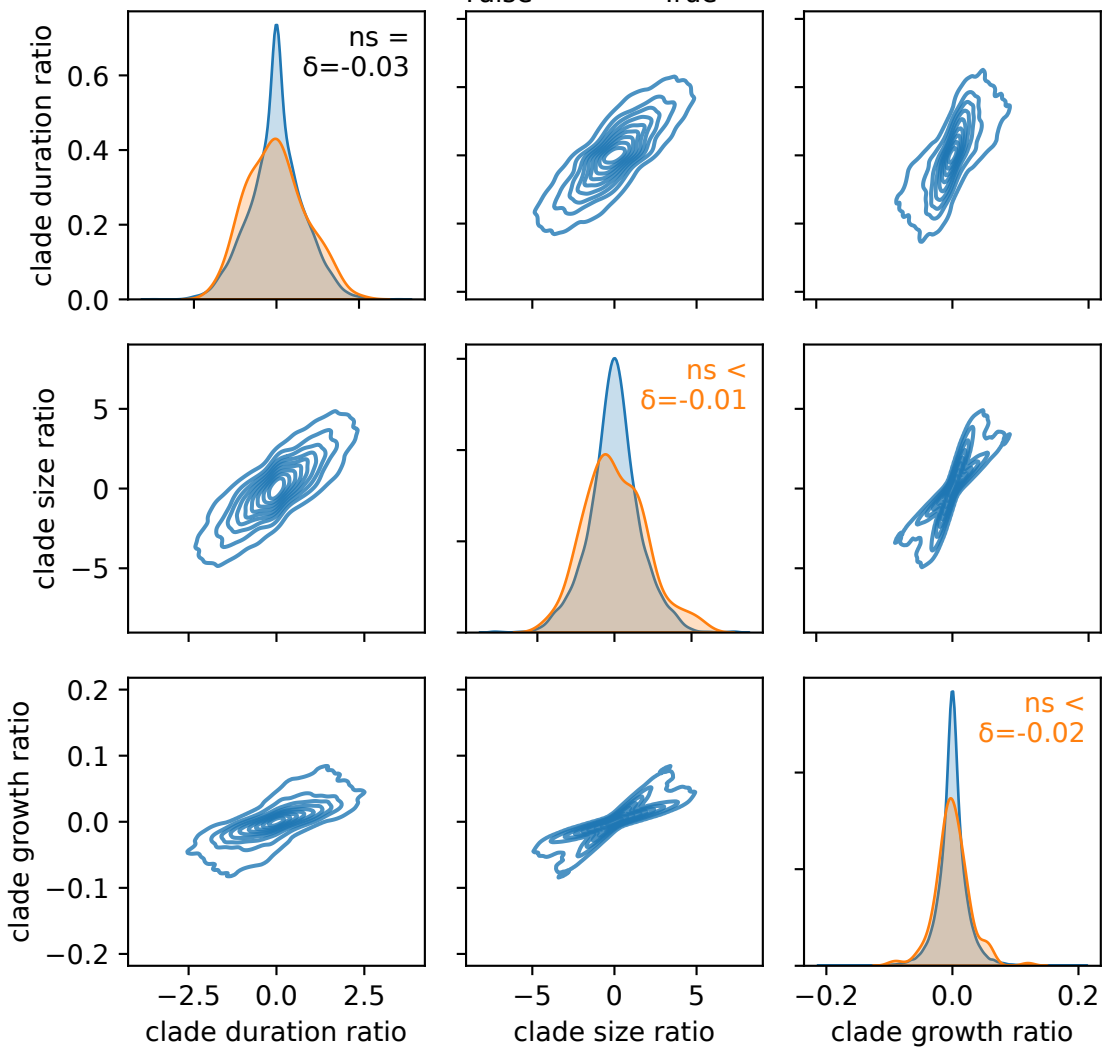 ns =
δ=-0.03
clade duration ratio
0.6
0.4
0.2
0.0
ns <
δ=-0.01
clade size ratio
5
0
−5
ns <
δ=-0.02
clade growth ratio
0.2
0.1
0.0
−0.1
−0.2
−2.5 0.0 2.5
−5 0 5
−0.2 0.0 0.2
clade duration ratio
clade size ratio
clade growth ratio